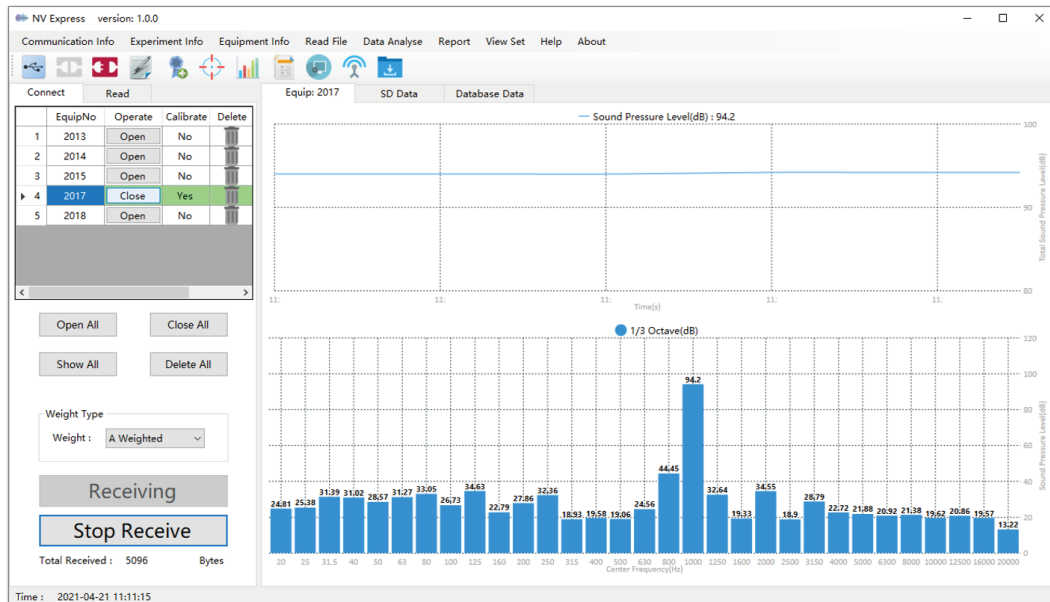 NV Express version: 1.0.0
Communication Info Experiment Info Equipment Info Read File Data Analyse Report View Set Help About
Connect Read
EquipNo Operate Calibrate Delete
1 2013 Open No
2 2014 Open No
3 2015 Open No
4 2017 Close Yes
5 2018 Open No
Open All Close All
Show All Delete All
Weight Type
Weight : A Weighted
Receiving
Stop Receive
Total Received : 5096 Bytes
Time : 2021-04-21 11:11:15
Equip: 2017 SD Data Database Data
Sound Pressure Level(dB) : 94.2
100
90
80
Total Sound Pressure Level(dB)
11: 11: 11: 11: 11:
Time(s)
1/3 Octave(dB)
120
100
80
60
40
20
0
Sound Pressure Level(dB)
24.81 25.38 31.39 31.02 28.57 31.27 33.05 26.73 34.63 22.79 27.86 32.36 18.93 19.58 19.06 24.56 44.45 94.2 32.64 19.33 34.55 18.9 28.79 22.72 21.88 20.92 21.38 19.62 20.86 19.57 13.22
20 25 31.5 40 50 63 80 100 125 160 200 250 315 400 500 630 800 1000 1250 1600 2000 2500 3150 4000 5000 6300 8000 10000 12500 16000 20000
Center Frequency(Hz)